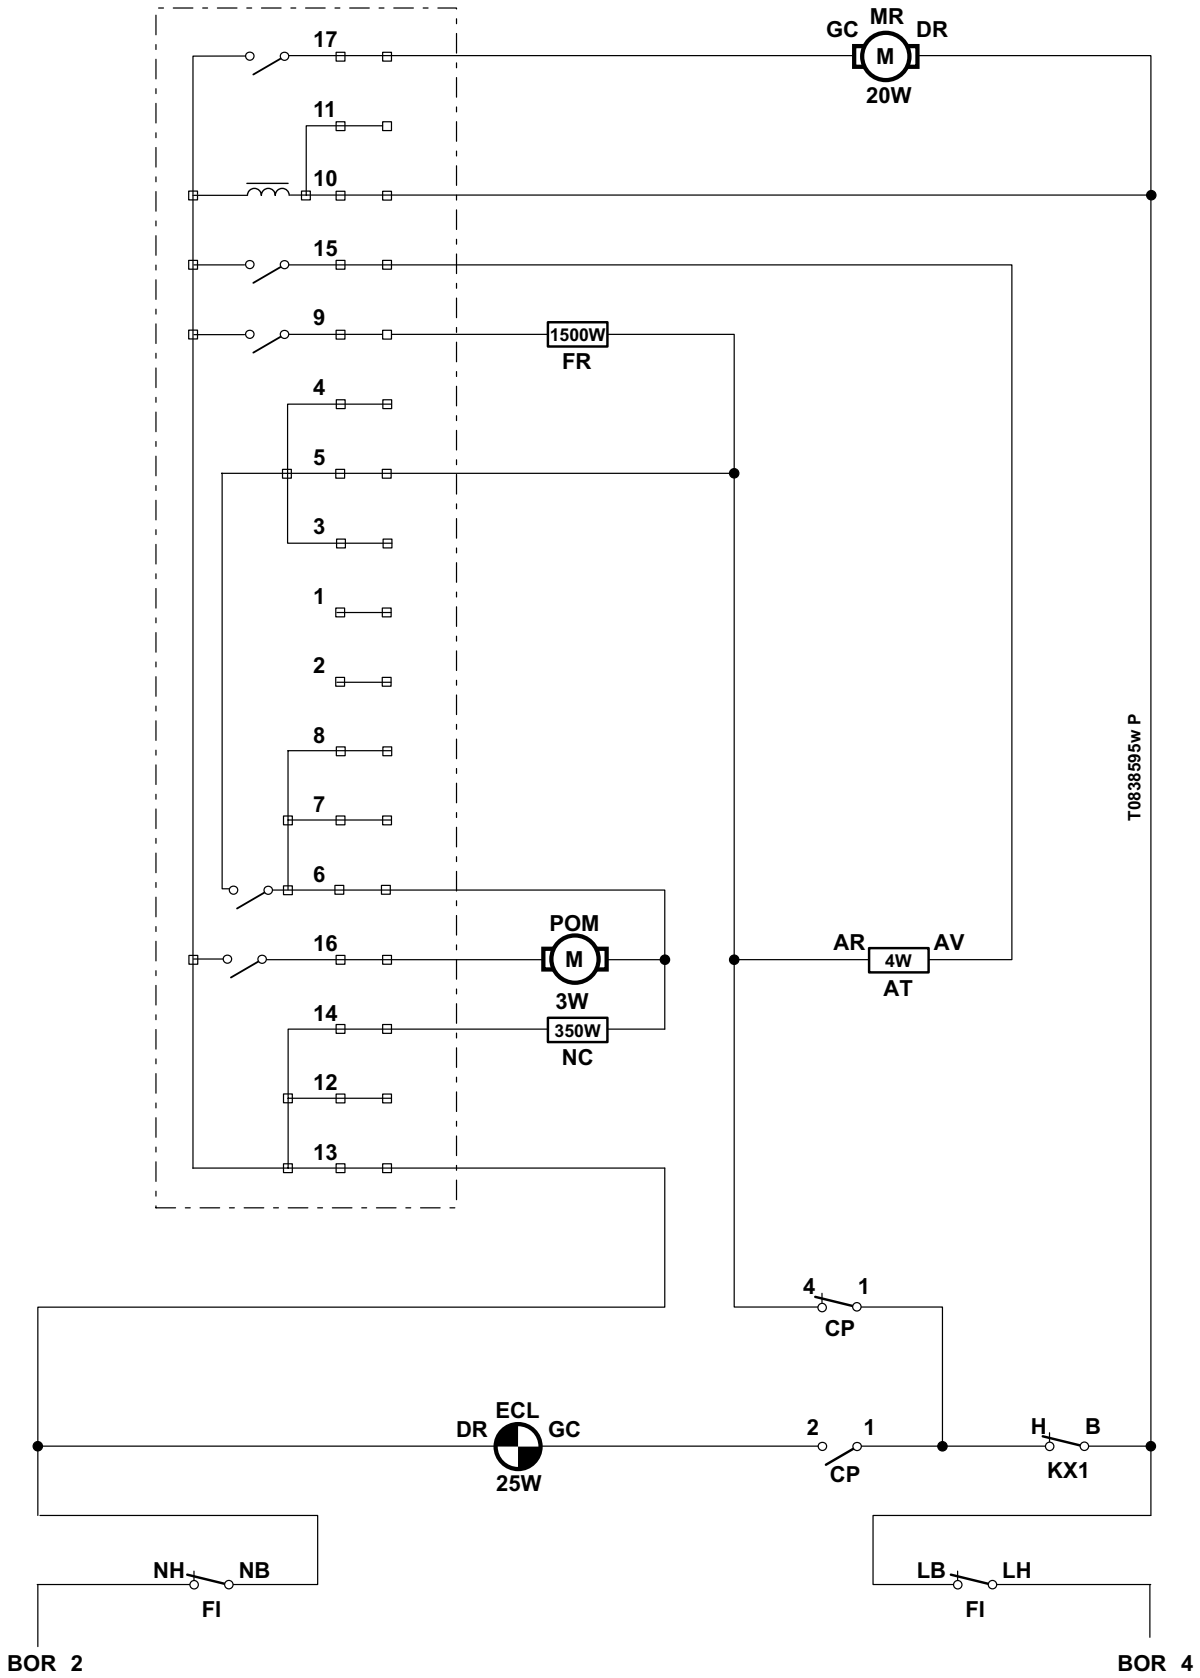 MR
17 GC M DR
20W
11
10
15
9
1500W
FR
4
5
3
1
2
8
T0838595w P
7
6
POM
16 M AR 4W AV
AT
3W
14
350W
NC
12
13
4 1
CP
ECL
DR GC 2 1 H B
25W CP KX1
NH NB LB LH
FI FI
BOR 2 BOR 4